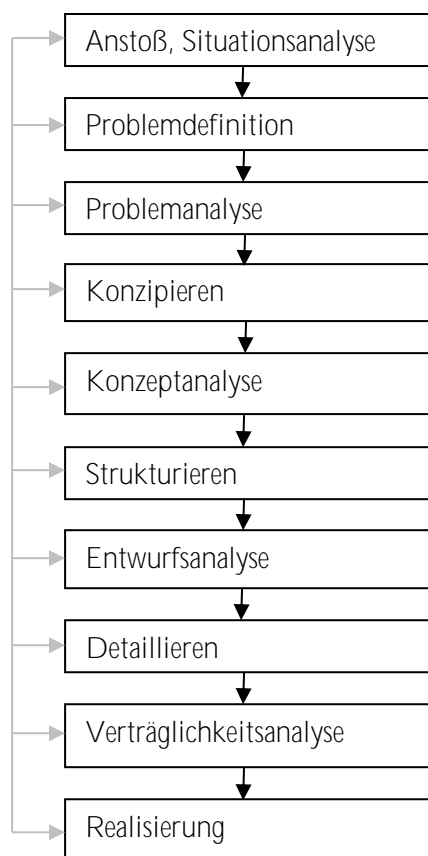 Anstoß, Situationsanalyse
Problemdefinition
Problemanalyse
Konzipieren
Konzeptanalyse
Strukturieren
Entwurfsanalyse
Detaillieren
Verträglichkeitsanalyse
Realisierung